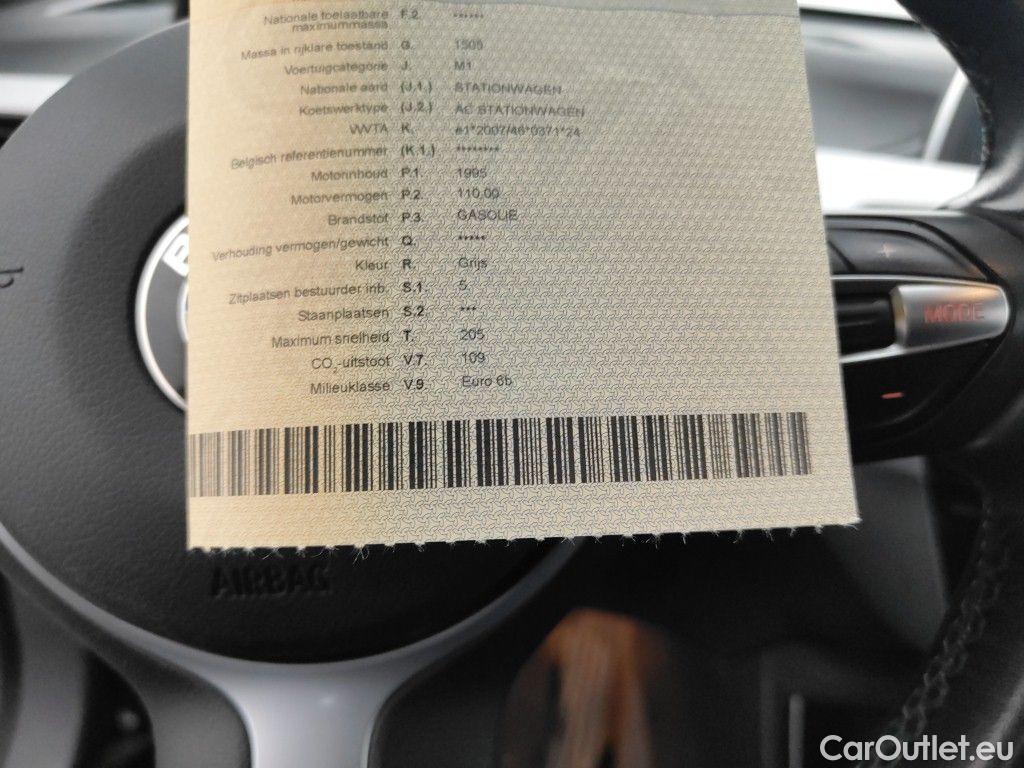 Nationale toelaatbare maximummassa F.2. ******
Massa in rijklare toestand G. 1505
Voertuigcategorie J. M1
Nationale aard (J.1.) STATIONWAGEN
Koetswerktype (J.2.) AC STATIONWAGEN
WVTA K. e1*2007/46*0371*24
Belgisch referentienummer (K.1.) ********
Motorinhoud P.1. 1995
Motorvermogen P.2. 110,00
Brandstof P.3. GASOLIE
Verhouding vermogen/gewicht Q. *****
Kleur R. Grijs
Zitplaatsen bestuurder inb. S.1. 5
Staanplaatsen S.2. ***
Maximum snelheid T. 205
CO2-uitstoot V.7. 109
Milieuklasse V.9. Euro 6b
MODE
AIRBAG
CarOutlet.eu